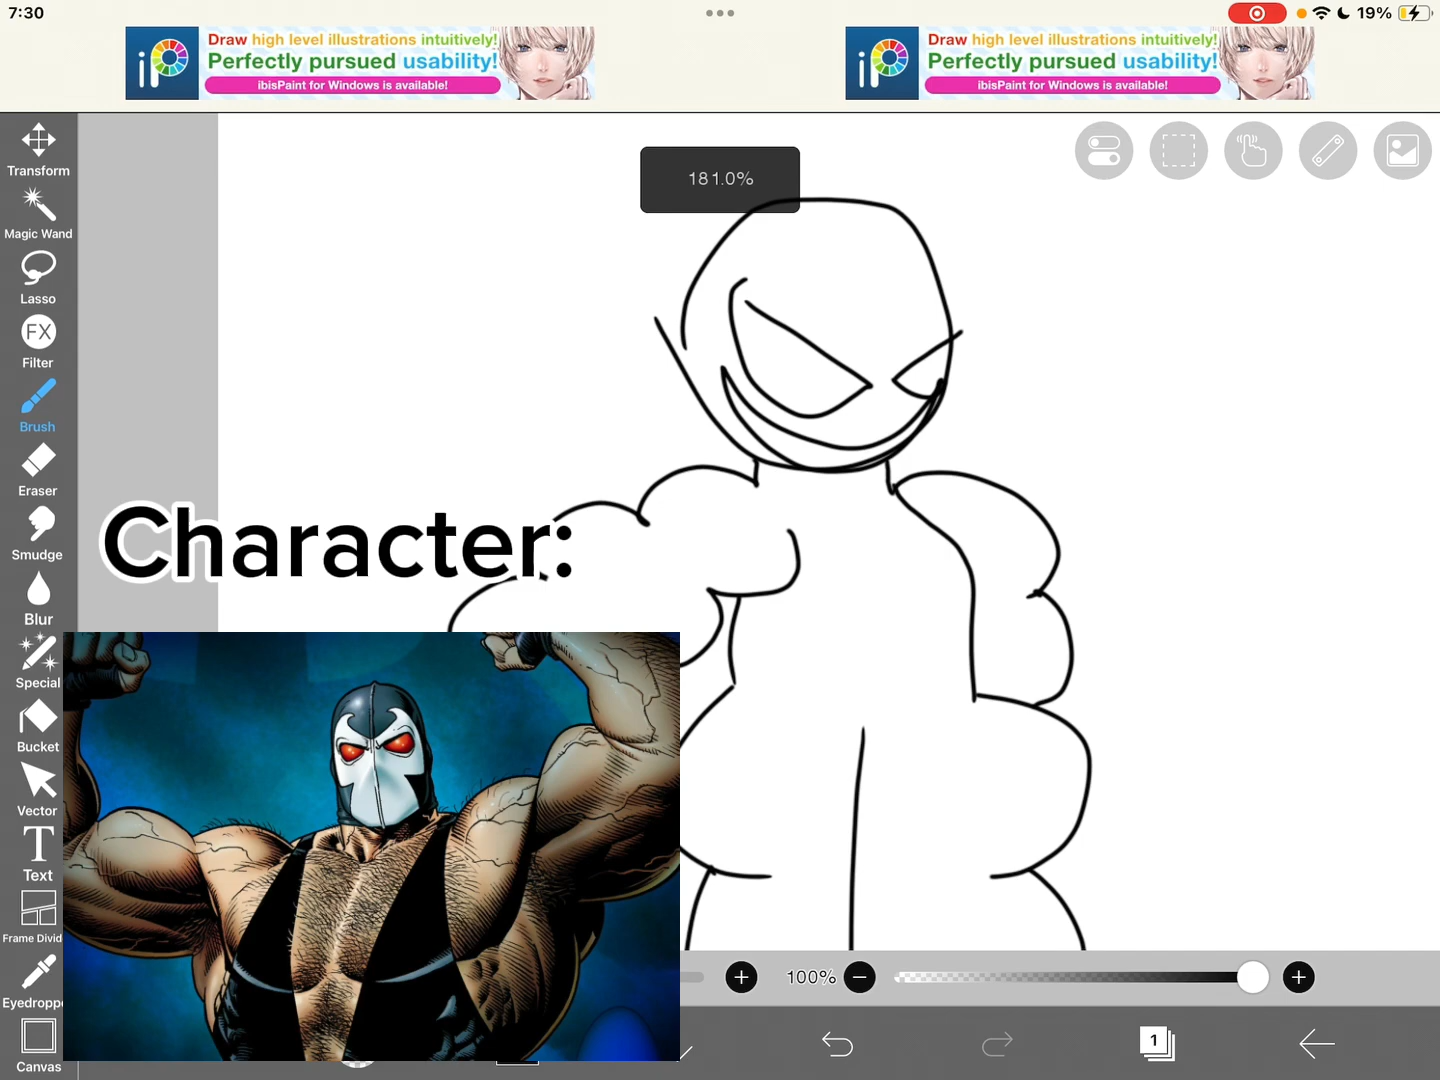 7:30
19%
Draw high level illustrations intuitively!
Perfectly pursued usability!
ibisPaint for Windows is available!
Draw high level illustrations intuitively!
Perfectly pursued usability!
ibisPaint for Windows is available!
181.0%
Transform
Magic Wand
Lasso
FX
Filter
Brush
Eraser
Smudge
Blur
Special
Bucket
Vector
T
Text
Frame Divid
Eyedroppe
Canvas
Character:
100%
1